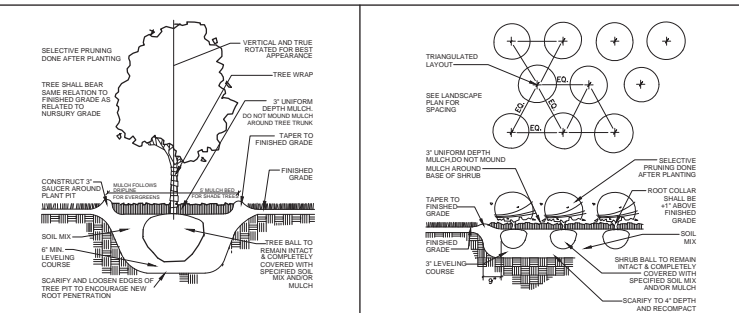 SELECTIVE PRUNING
DONE AFTER PLANTING
TREE SHALL BEAR
SAME RELATION TO
FINISHED GRADE AS
RELATED TO
NURSURY GRADE
VERTICAL AND TRUE
ROTATED FOR BEST
APPEARANCE
TREE WRAP
3" UNIFORM
DEPTH MULCH.
DO NOT MOUND MULCH
AROUND TREE TRUNK
TAPER TO
FINISHED GRADE
FINISHED
GRADE
CONSTRUCT 3"
SAUCER AROUND
PLANT PIT
MULCH FOLLOWS
DRIPLINE
FOR EVERGREENS
5' MULCH BED
FOR SHADE TREES
SOIL MIX
6" MIN.
LEVELING
COURSE
SCARIFY AND LOOSEN EDGES OF
TREE PIT TO ENCOURAGE NEW
ROOT PENETRATION
TREE BALL TO
REMAIN INTACT
& COMPLETELY
COVERED WITH
SPECIFIED SOIL
MIX AND/OR
MULCH
TRIANGULATED
LAYOUT
SEE LANDSCAPE
PLAN FOR
SPACING
EQ.
EQ.
EQ.
EQ.
3" UNIFORM DEPTH
MULCH,DO NOT MOUND
MULCH AROUND
BASE OF SHRUB
TAPER TO
FINISHED
GRADE
FINISHED
GRADE
3" LEVELING
COURSE
9"
SELECTIVE
PRUNING DONE
AFTER PLANTING
ROOT COLLAR
SHALL BE
+1" ABOVE
FINISHED
GRADE
SOIL
MIX
SHRUB BALL TO REMAIN
INTACT & COMPLETELY
COVERED WITH
SPECIFIED SOIL MIX
AND/OR MULCH
SCARIFY TO 4" DEPTH
AND RECOMPACT